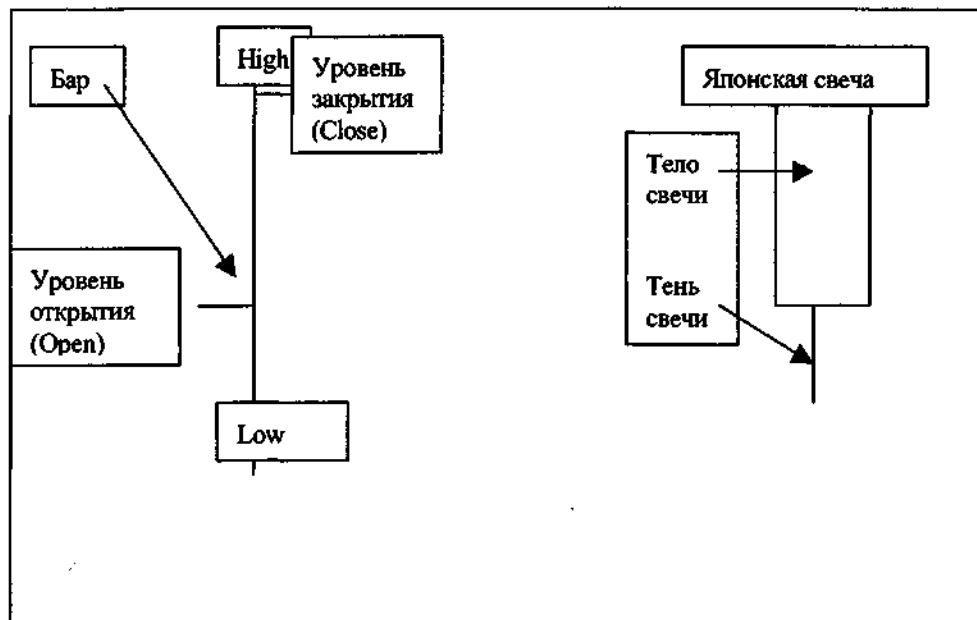 Бар
High
Уровень
закрытия
(Close)
Уровень
открытия
(Open)
Low
Японская свеча
Тело
свечи
Тень
свечи